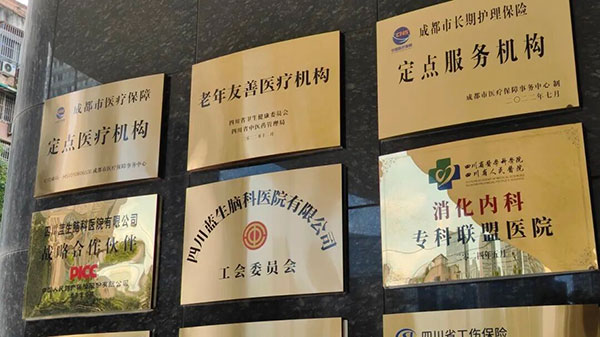 成都市医疗保障
定点医疗机构
成都市医疗保障事务中心
老年友善医疗机构
四川省卫生健康委员会
四川省中医药管理局
成都市长期护理保险
定点服务机构
成都市医疗保障事务中心 制
二〇二二年七月
四川蓝生脑科医院有限公司
战略合作伙伴
PICC
四川蓝生脑科医院有限公司
工会委员会
四川省医学科学院
四川省人民医院
消化内科
专科联盟医院
四川省工伤保险